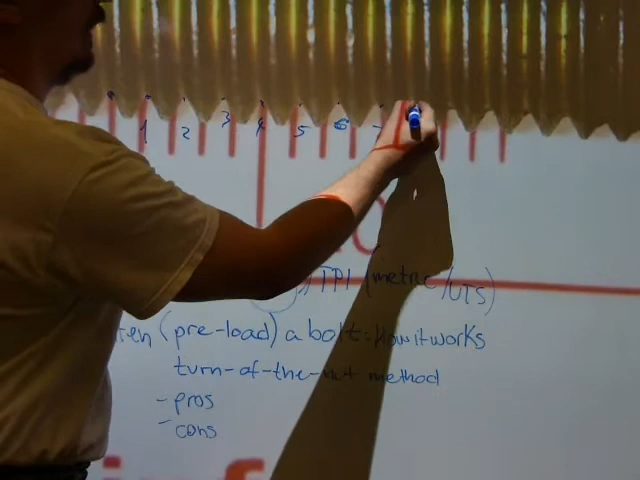 1 2 3 4 5 6 7
TPI (metric/UTS)
(pre-load) a bolt: How it works
turn-of-the-nut method
- pros
- cons